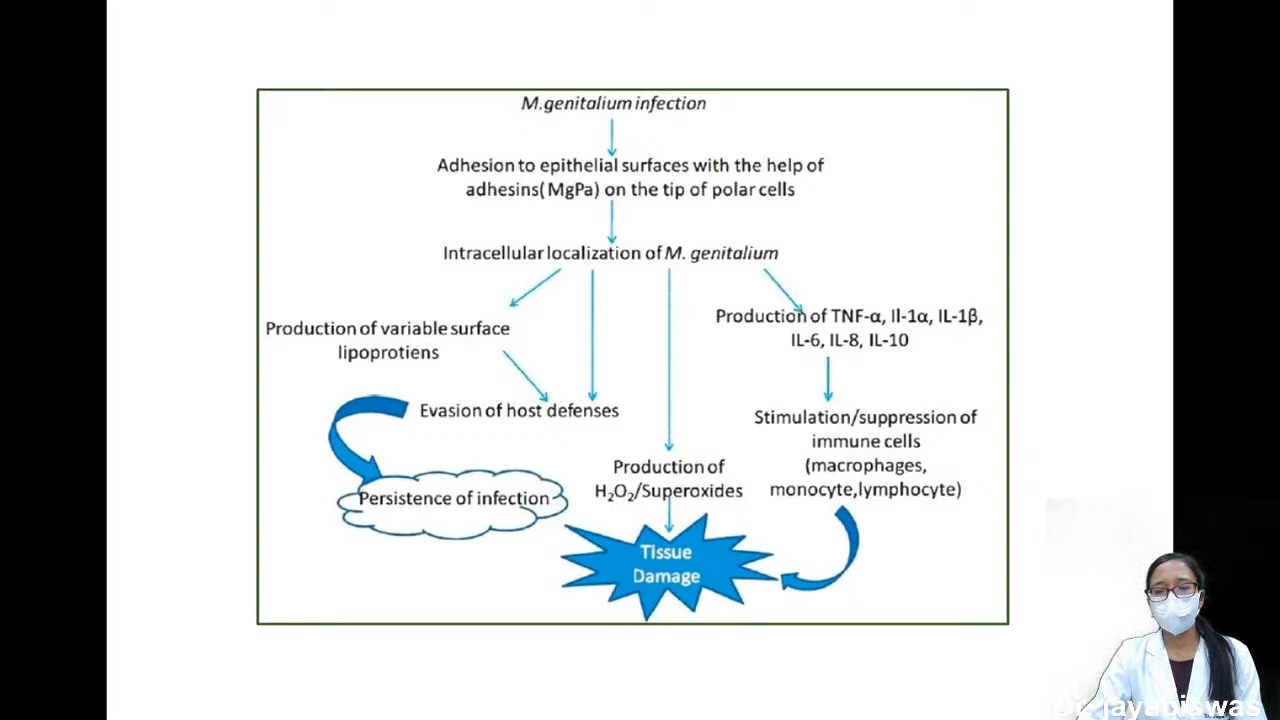 M.genitalium infection
Adhesion to epithelial surfaces with the help of
adhesins(MgPa) on the tip of polar cells
Intracellular localization of M. genitalium
Production of variable surface
lipoprotiens
Production of TNF-α, Il-1α, IL-1β,
IL-6, IL-8, IL-10
Evasion of host defenses
Stimulation/suppression of
immune cells
(macrophages,
monocyte,lymphocyte)
Persistence of infection
Production of
H₂O₂/Superoxides
Tissue
Damage
Dr. jayabiswas